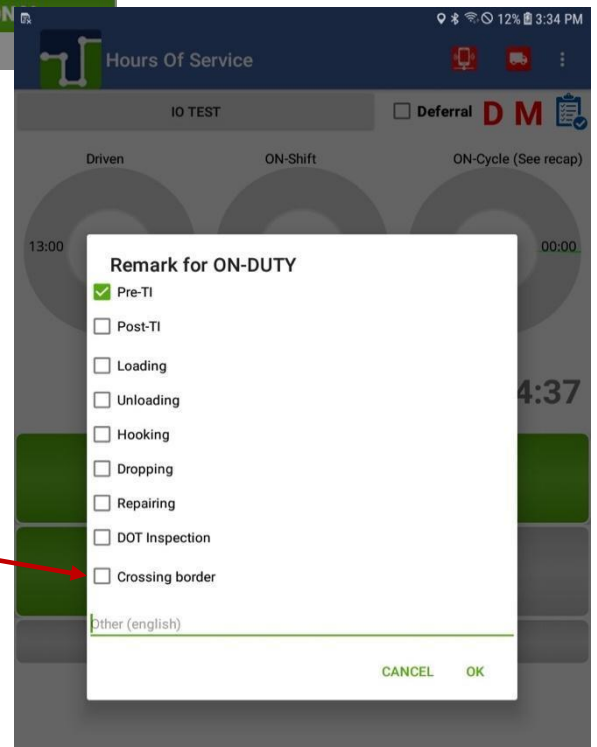 12% 3:34 PM
Hours Of Service
IO TEST
Deferral D M
Driven ON-Shift ON-Cycle (See recap)
13:00 00:00
Remark for ON-DUTY
Pre-TI
Post-TI
Loading
Unloading
Hooking
4:37
Dropping
Repairing
DOT Inspection
Crossing border
Other (english)
CANCEL OK